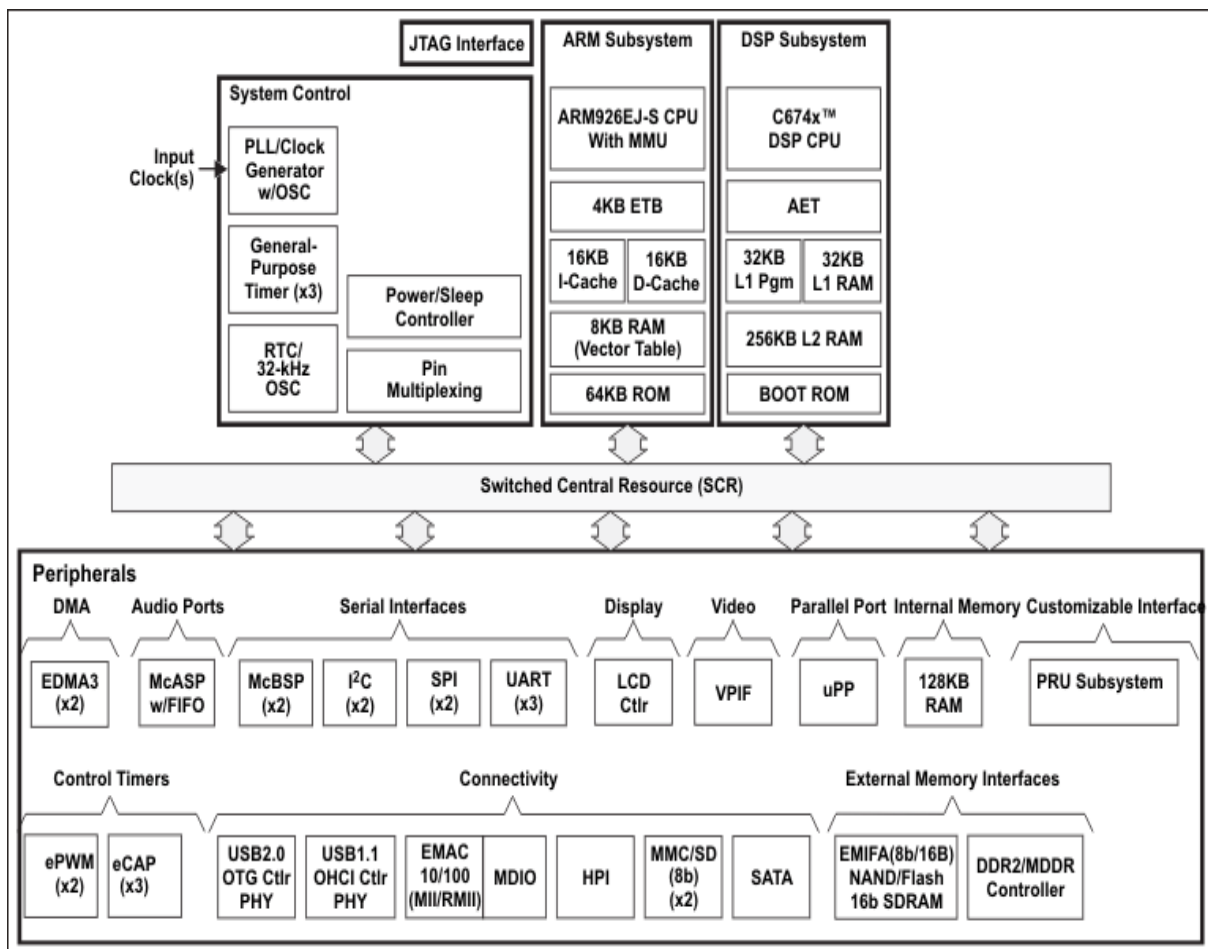 JTAG Interface
ARM Subsystem
DSP Subsystem
System Control
Input
Clock(s)
PLL/Clock
Generator
w/OSC
General-
Purpose
Timer (x3)
RTC/
32-kHz
OSC
Power/Sleep
Controller
Pin
Multiplexing
ARM926EJ-S CPU
With MMU
4KB ETB
16KB
I-Cache
16KB
D-Cache
8KB RAM
(Vector Table)
64KB ROM
C674x™
DSP CPU
AET
32KB
L1 Pgm
32KB
L1 RAM
256KB L2 RAM
BOOT ROM
Switched Central Resource (SCR)
Peripherals
DMA
Audio Ports
Serial Interfaces
Display
Video
Parallel Port
Internal Memory
Customizable Interface
EDMA3
(x2)
McASP
w/FIFO
McBSP
(x2)
I²C
(x2)
SPI
(x2)
UART
(x3)
LCD
Ctlr
VPIF
uPP
128KB
RAM
PRU Subsystem
Control Timers
Connectivity
External Memory Interfaces
ePWM
(x2)
eCAP
(x3)
USB2.0
OTG Ctlr
PHY
USB1.1
OHCI Ctlr
PHY
EMAC
10/100
(MII/RMII)
MDIO
HPI
MMC/SD
(8b)
(x2)
SATA
EMIFA(8b/16B)
NAND/Flash
16b SDRAM
DDR2/MDDR
Controller